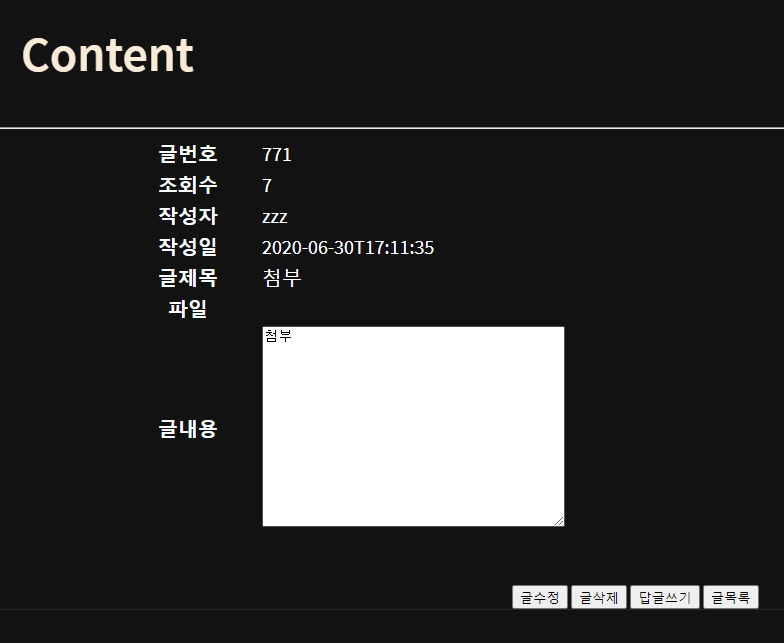 Content
글번호 771
조회수 7
작성자 zzz
작성일 2020-06-30T17:11:35
글제목 첨부
파일
글내용 첨부
글수정 글삭제 답글쓰기 글목록